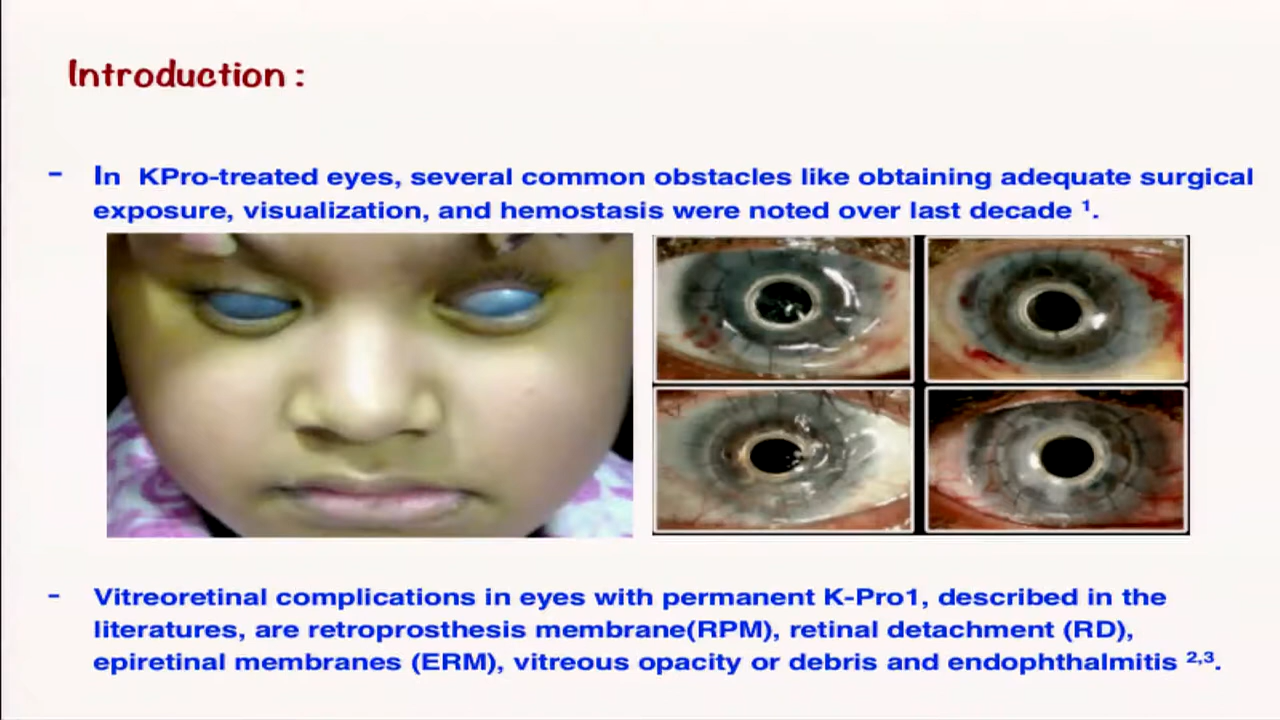 Introduction :
- In KPro-treated eyes, several common obstacles like obtaining adequate surgical
exposure, visualization, and hemostasis were noted over last decade ¹.
- Vitreoretinal complications in eyes with permanent K-Pro1, described in the
literatures, are retroprosthesis membrane(RPM), retinal detachment (RD),
epiretinal membranes (ERM), vitreous opacity or debris and endophthalmitis ²,³.